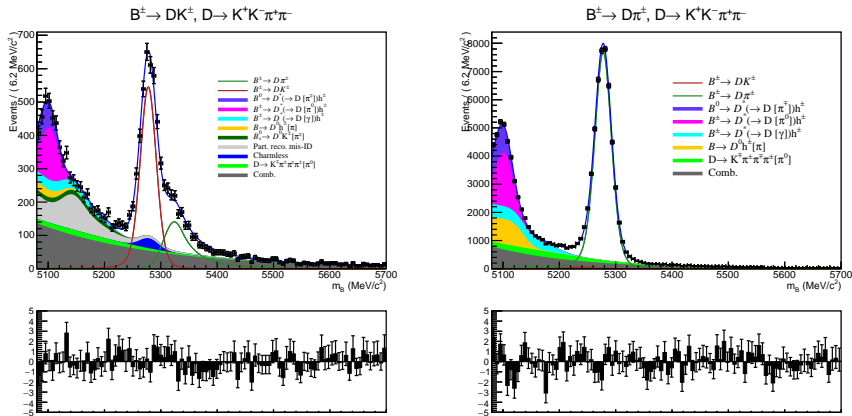 B± → DK±, D → K⁺K⁻π⁺π⁻
Events / ( 6.2 MeV/c²)
700
600
500
400
300
200
100
0
B± → Dπ±
B± → DK±
B⁰ → D*∓(→ D [π∓])h±
B± → D*(→ D [π⁰])h±
B± → D*(→ D [γ])h±
B → D⁰h±[π]
Part. reco. mis-ID
Charmless
D → K∓π±π∓π±[π⁰]
Comb.
5100 5200 5300 5400 5500 5600 5700
m_B (MeV/c²)
5
4
3
2
1
0
−1
−2
−3
−4
−5
B± → Dπ±, D → K⁺K⁻π⁺π⁻
Events / ( 6.2 MeV/c²)
8000
7000
6000
5000
4000
3000
2000
1000
0
B± → DK±
B± → Dπ±
B⁰ → D*∓(→ D [π∓])h±
B± → D*(→ D [π⁰])h±
B± → D*(→ D [γ])h±
B → D⁰h±[π]
D → K∓π±π∓π±[π⁰]
Comb.
5100 5200 5300 5400 5500 5600 5700
m_B (MeV/c²)
5
4
3
2
1
0
−1
−2
−3
−4
−5